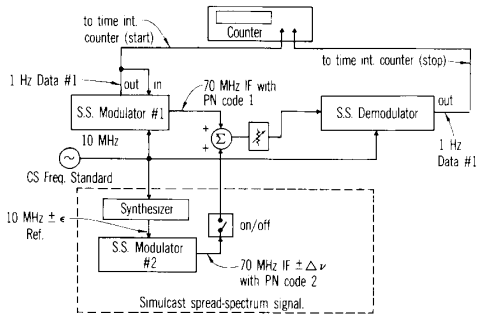 to time int.
counter (start)
Counter
to time int. counter (stop)
1 Hz Data #1
out
in
70 MHz IF with
PN code 1
S.S. Modulator #1
10 MHz
+
+
Σ
S.S. Demodulator
out
1 Hz
Data #1
CS Freq. Standard
Synthesizer
10 MHz ± ϵ
Ref.
on/off
S.S. Modulator
#2
70 MHz IF ± Δ ν
with PN code 2
Simulcast spread-spectrum signal.